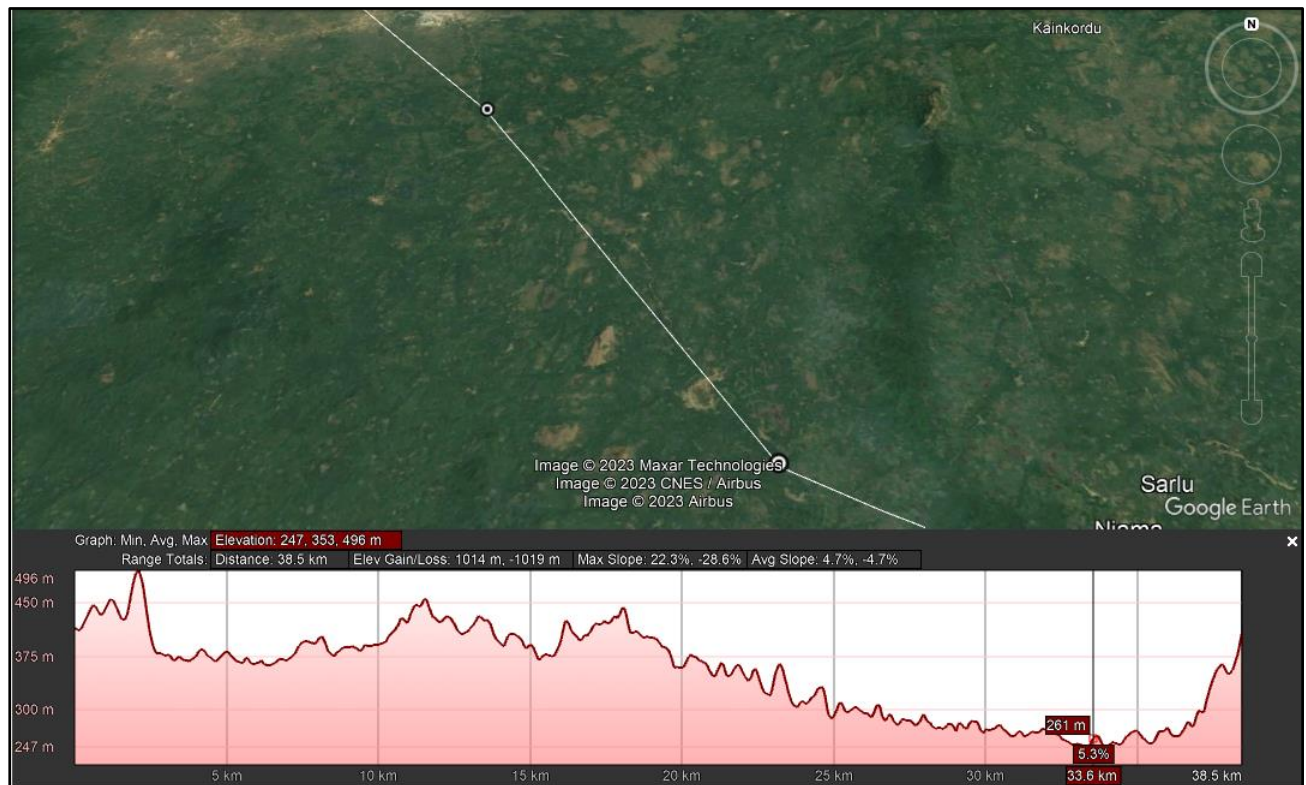 Kainkordu
N
Image © 2023 Maxar Technologies
Image © 2023 CNES / Airbus
Image © 2023 Airbus
Sarlu
Google Earth
Graph: Min, Avg, Max Elevation: 247, 353, 496 m
Range Totals: Distance: 38.5 km Elev Gain/Loss: 1014 m, -1019 m Max Slope: 22.3%, -28.6% Avg Slope: 4.7%, -4.7%
496 m
450 m
375 m
300 m
247 m
261 m
5.3%
5 km 10 km 15 km 20 km 25 km 30 km 33.6 km 38.5 km